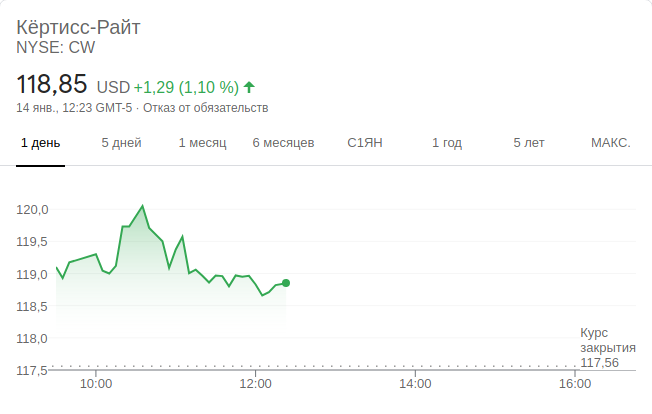 Кёртисс-Райт
NYSE: CW
118,85 USD +1,29 (1,10 %)
14 янв., 12:23 GMT-5 · Отказ от обязательств
1 день 5 дней 1 месяц 6 месяцев С1ЯН 1 год 5 лет МАКС.
120,0
119,5
119,0
118,5
118,0
Курс
закрытия
117,56
117,5
10:00 12:00 14:00 16:00